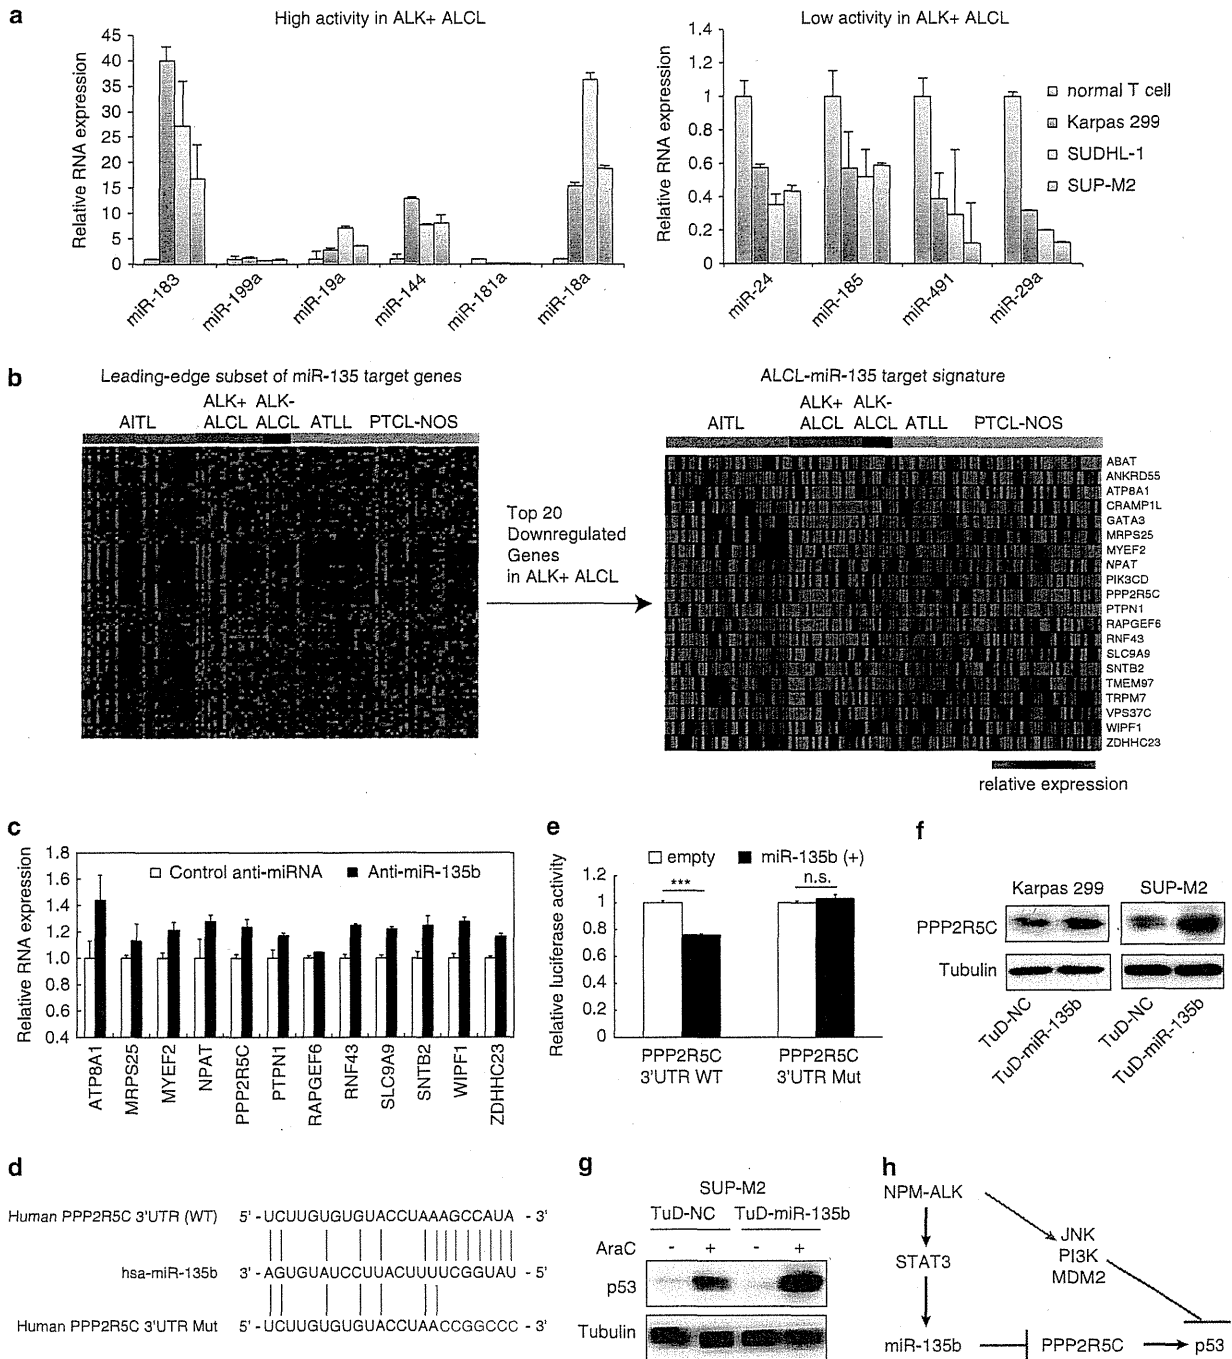 a
High activity in ALK+ ALCL
Relative RNA expression
45
40
35
30
25
20
15
10
5
0
miR-183
miR-199a
miR-19a
miR-144
miR-181a
miR-18a
Low activity in ALK+ ALCL
Relative RNA expression
1.4
1.2
1
0.8
0.6
0.4
0.2
0
miR-24
miR-185
miR-491
miR-29a
normal T cell
Karpas 299
SUDHL-1
SUP-M2
b
Leading-edge subset of miR-135 target genes
AITL
ALK+
ALCL
ALK-
ALCL
ATLL
PTCL-NOS
Top 20
Downregulated
Genes
in ALK+ ALCL
ALCL-miR-135 target signature
AITL
ALK+
ALCL
ALK-
ALCL
ATLL
PTCL-NOS
ABAT
ANKRD55
ATP8A1
CRAMP1L
GATA3
MRPS25
MYEF2
NPAT
PIK3CD
PPP2R5C
PTPN1
RAPGEF6
RNF43
SLC9A9
SNTB2
TMEM97
TRPM7
VPS37C
WIPF1
ZDHHC23
relative expression
c
Relative RNA expression
1.8
1.6
1.4
1.2
1.0
0.8
0.6
0.4
Control anti-miRNA
Anti-miR-135b
ATP8A1
MRPS25
MYEF2
NPAT
PPP2R5C
PTPN1
RAPGEF6
RNF43
SLC9A9
SNTB2
WIPF1
ZDHHC23
e
empty
miR-135b (+)
Relative luciferase activity
1.2
1
0.8
0.6
0.4
0.2
0
***
n.s.
PPP2R5C
3'UTR WT
PPP2R5C
3'UTR Mut
f
Karpas 299
SUP-M2
PPP2R5C
Tubulin
TuD-NC
TuD-miR-135b
TuD-NC
TuD-miR-135b
d
Human PPP2R5C 3'UTR (WT) 5' -UCUUGUGUGUACCUAAAGCCAUA - 3'
hsa-miR-135b 3' -AGUGUAUCCUUACUUUUCGGUAU - 5'
Human PPP2R5C 3'UTR Mut 5' -UCUUGUGUGUACCUAACCGGCCC - 3'
g
SUP-M2
TuD-NC TuD-miR-135b
AraC - + - +
p53
Tubulin
h
NPM-ALK
STAT3
miR-135b
JNK
PI3K
MDM2
PPP2R5C
p53